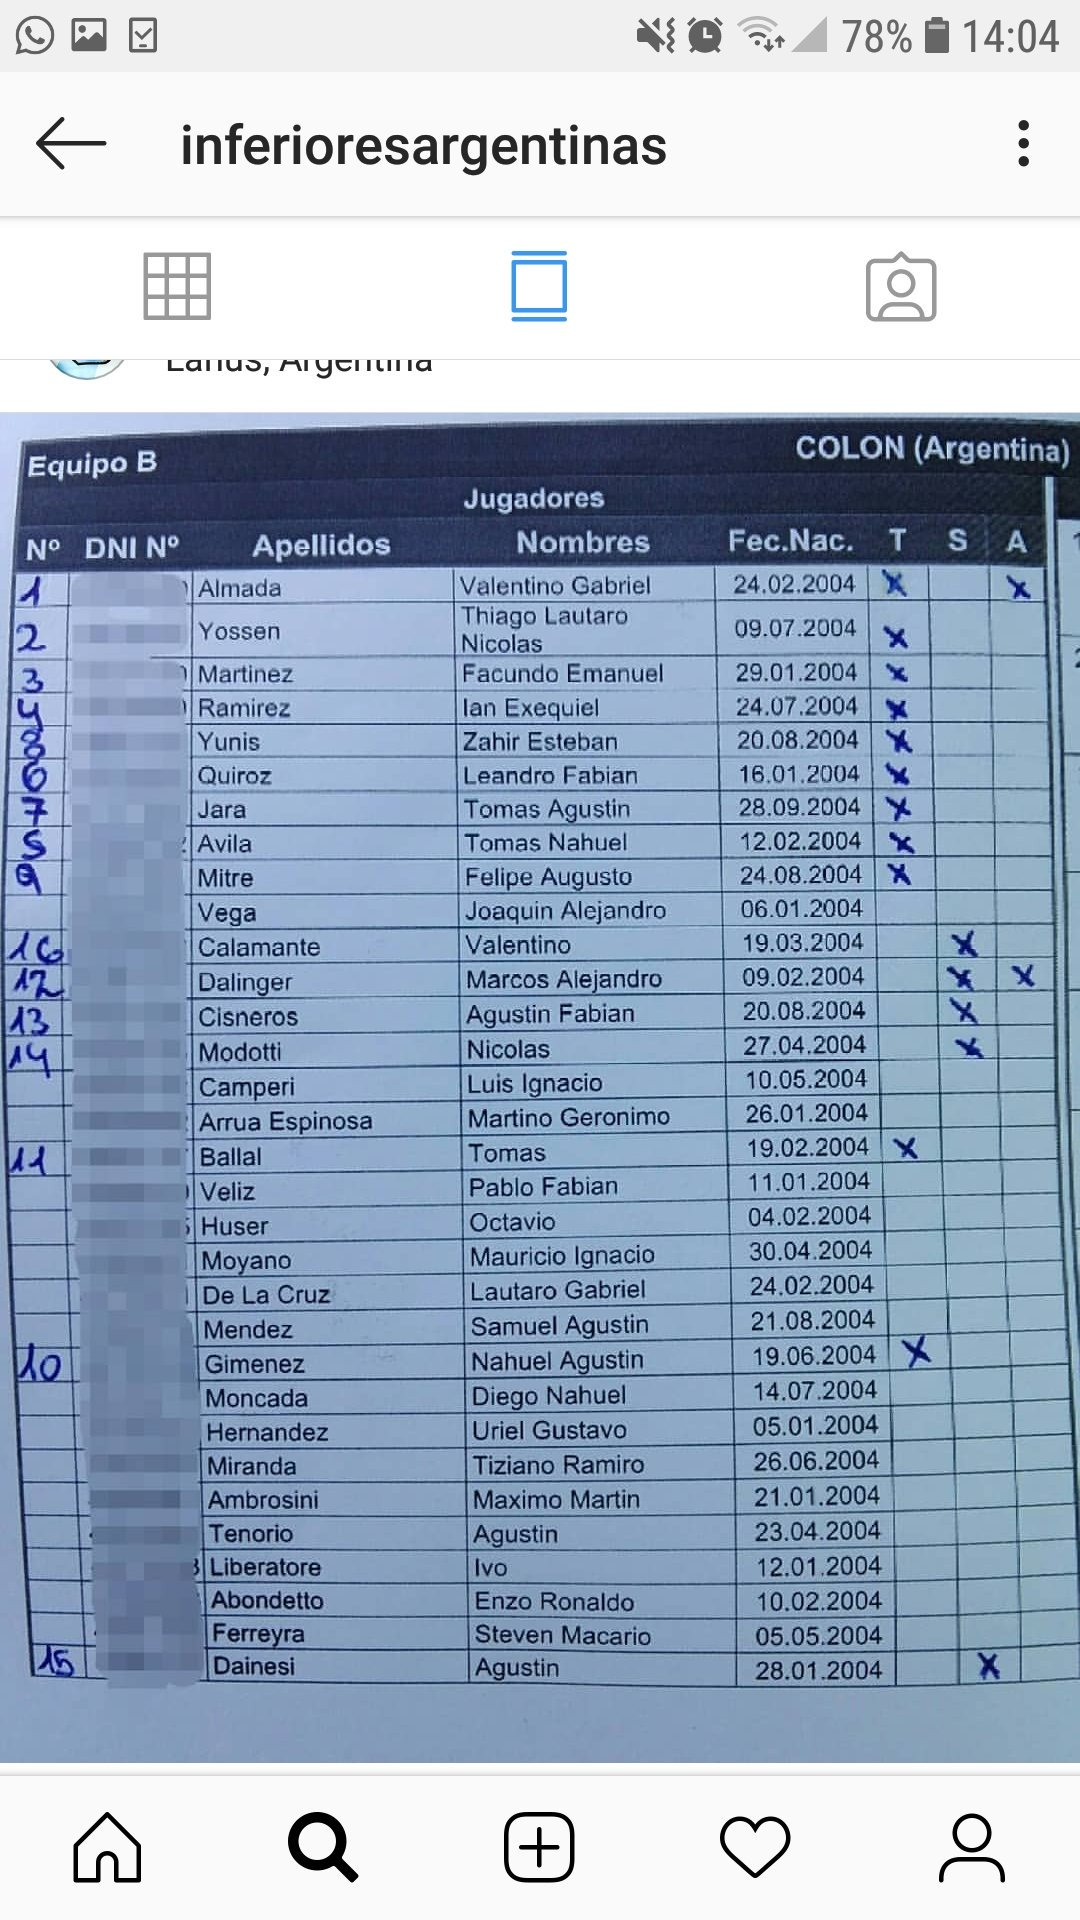 78% 14:04
inferioresargentinas
Lanus, Argentina
Equipo B COLON (Argentina)
Jugadores
Nº DNI Nº Apellidos Nombres Fec.Nac. T S A
1 Almada Valentino Gabriel 24.02.2004 X X
2 Yossen Thiago Lautaro Nicolas 09.07.2004 X
3 Martinez Facundo Emanuel 29.01.2004 X
4 Ramirez Ian Exequiel 24.07.2004 X
8 Yunis Zahir Esteban 20.08.2004 X
6 Quiroz Leandro Fabian 16.01.2004 X
7 Jara Tomas Agustin 28.09.2004 X
5 Avila Tomas Nahuel 12.02.2004 X
9 Mitre Felipe Augusto 24.08.2004 X
Vega Joaquin Alejandro 06.01.2004
16 Calamante Valentino 19.03.2004 X
12 Dalinger Marcos Alejandro 09.02.2004 X X
13 Cisneros Agustin Fabian 20.08.2004 X
14 Modotti Nicolas 27.04.2004 X
Camperi Luis Ignacio 10.05.2004
Arrua Espinosa Martino Geronimo 26.01.2004
11 Ballal Tomas 19.02.2004 X
Veliz Pablo Fabian 11.01.2004
Huser Octavio 04.02.2004
Moyano Mauricio Ignacio 30.04.2004
De La Cruz Lautaro Gabriel 24.02.2004
Mendez Samuel Agustin 21.08.2004
10 Gimenez Nahuel Agustin 19.06.2004 X
Moncada Diego Nahuel 14.07.2004
Hernandez Uriel Gustavo 05.01.2004
Miranda Tiziano Ramiro 26.06.2004
Ambrosini Maximo Martin 21.01.2004
Tenorio Agustin 23.04.2004
Liberatore Ivo 12.01.2004
Abondetto Enzo Ronaldo 10.02.2004
Ferreyra Steven Macario 05.05.2004
15 Dainesi Agustin 28.01.2004 X